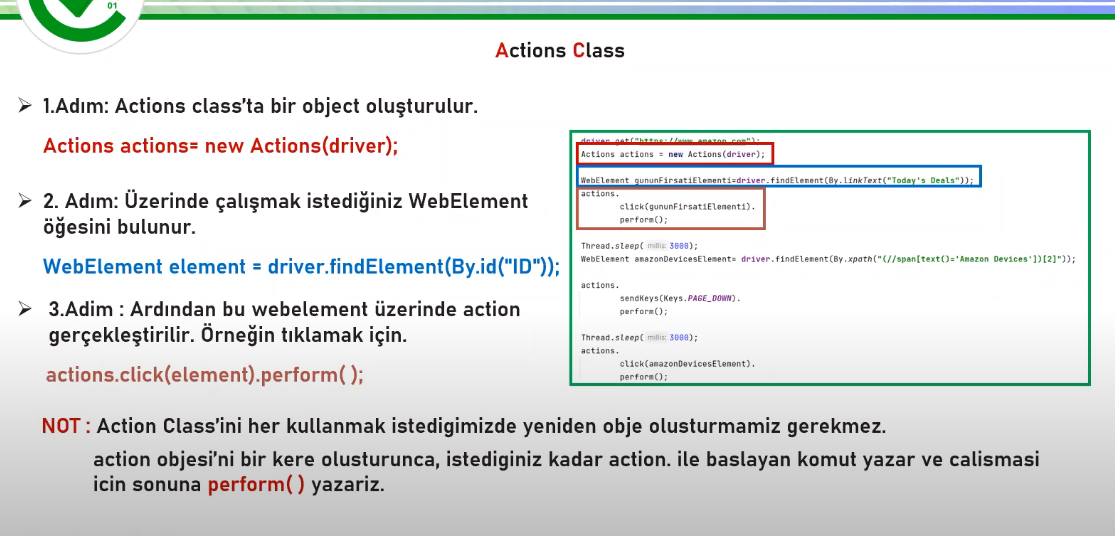 01
Actions Class
1.Adım: Actions class’ta bir object oluşturulur.
Actions actions= new Actions(driver);
2. Adım: Üzerinde çalışmak istediğiniz WebElement
öğesini bulunur.
WebElement element = driver.findElement(By.id("ID"));
3.Adim : Ardından bu webelement üzerinde action
gerçekleştirilir. Örneğin tıklamak için.
actions.click(element).perform( );
driver.get("https://www.amazon.com");
Actions actions = new Actions(driver);
WebElement gununFirsatiElementi=driver.findElement(By.linkText("Today's Deals"));
actions.
click(gununFirsatiElementi).
perform();
Thread.sleep( millis: 3000);
WebElement amazonDevicesElement= driver.findElement(By.xpath("(//span[text()='Amazon Devices'])[2]"));
actions.
sendKeys(Keys.PAGE_DOWN).
perform();
Thread.sleep( millis: 3000);
actions.
click(amazonDevicesElement).
perform();
NOT : Action Class’ini her kullanmak istedigimizde yeniden obje olusturmamiz gerekmez.
action objesi’ni bir kere olusturunca, istediginiz kadar action. ile baslayan komut yazar ve calismasi
icin sonuna perform( ) yazariz.